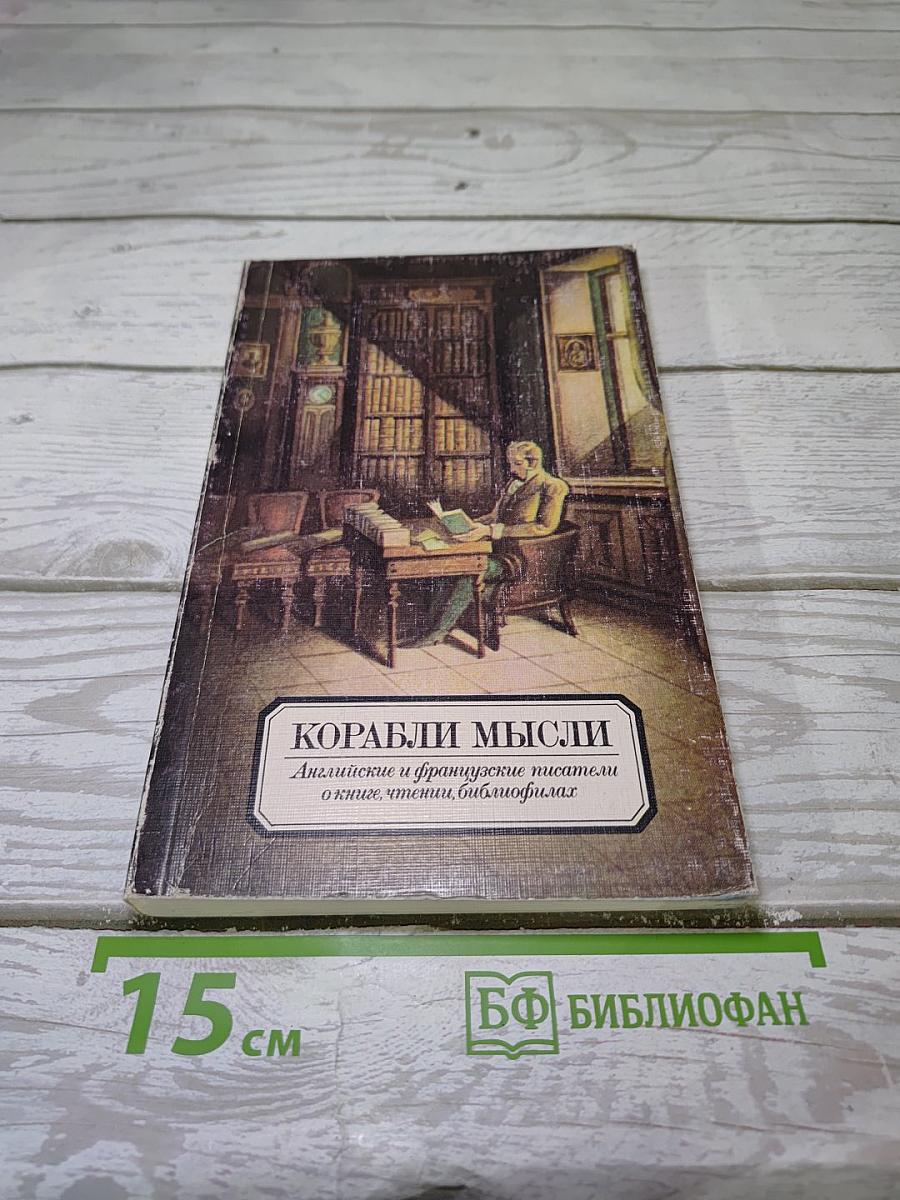 КОРАБЛИ МЫСЛИ
Английские и французские писатели
о книге, чтении, библиофилах
15 см
БФ БИБЛИОФАН